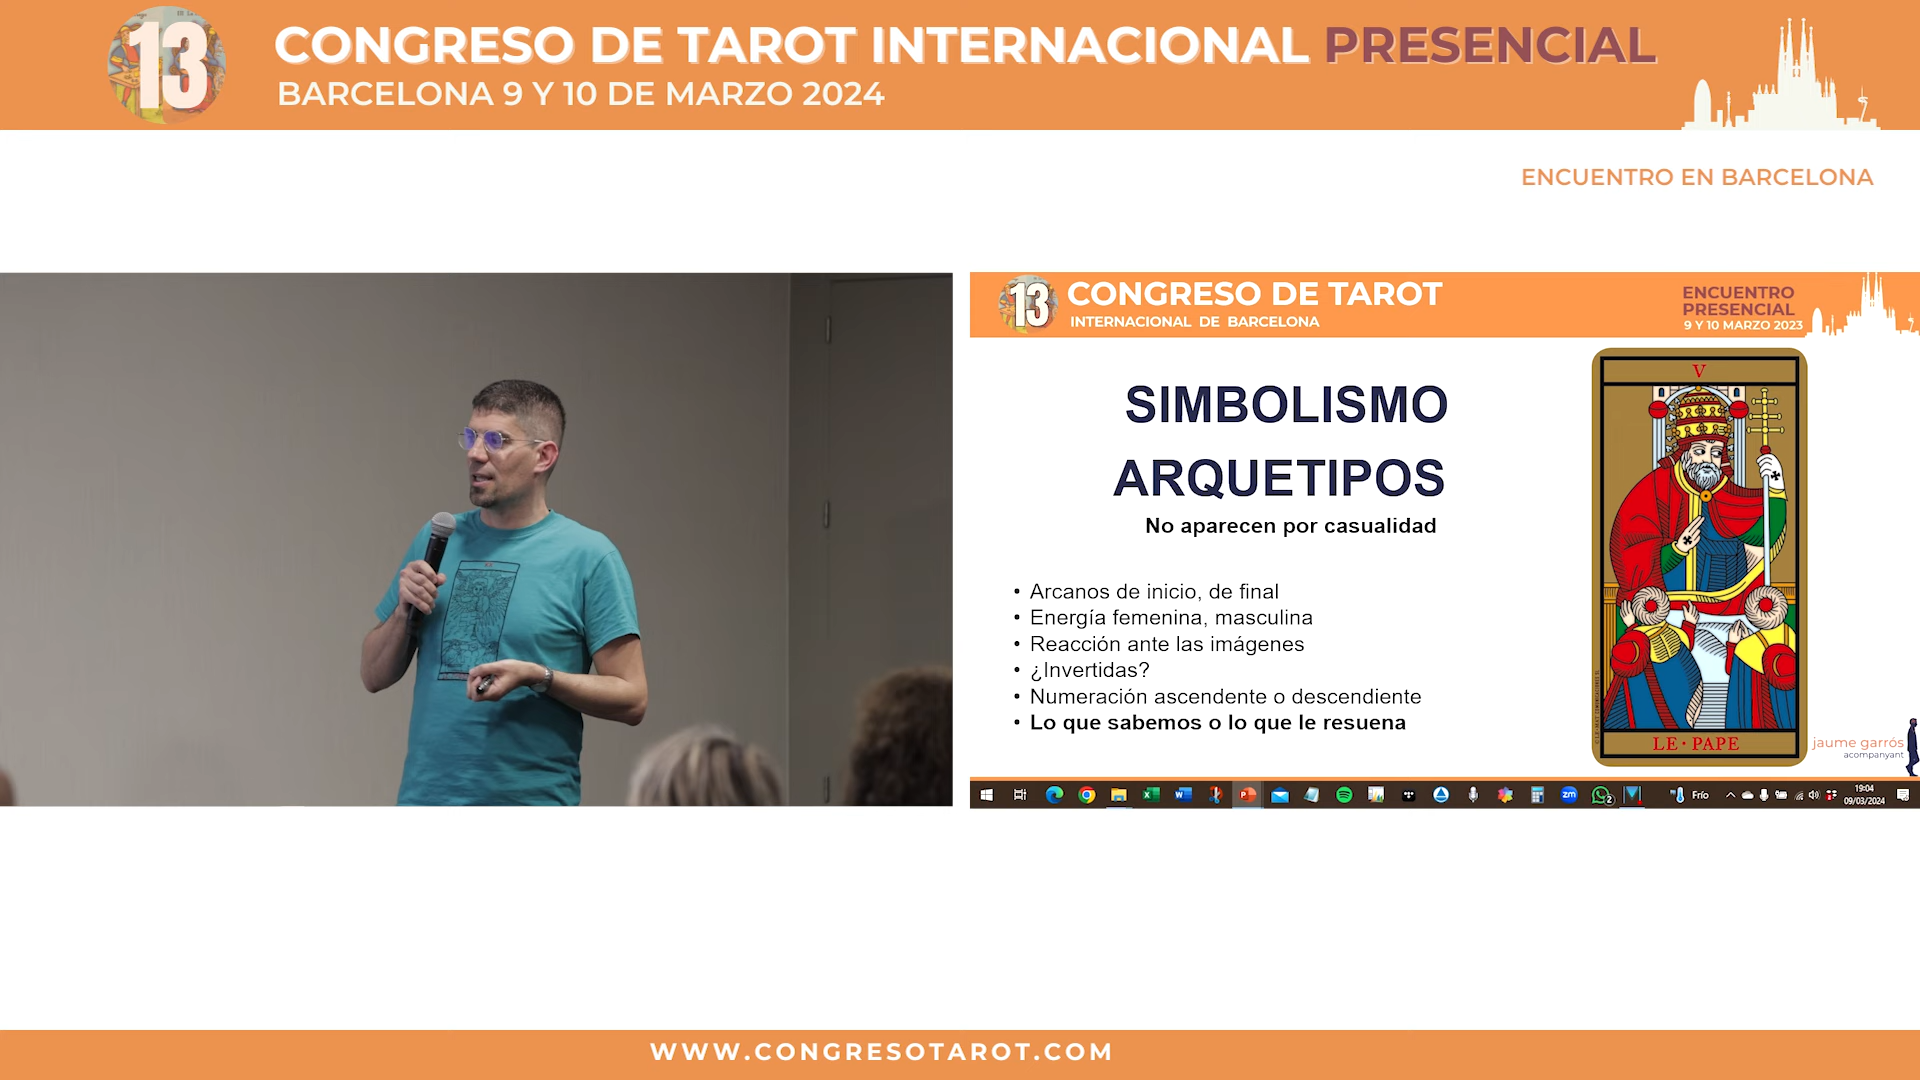 13
CONGRESO DE TAROT INTERNACIONAL PRESENCIAL
BARCELONA 9 Y 10 DE MARZO 2024
ENCUENTRO EN BARCELONA
13
CONGRESO DE TAROT
INTERNACIONAL DE BARCELONA
ENCUENTRO
PRESENCIAL
9 Y 10 MARZO 2023
SIMBOLISMO
ARQUETIPOS
No aparecen por casualidad
• Arcanos de inicio, de final
• Energía femenina, masculina
• Reacción ante las imágenes
• ¿Invertidas?
• Numeración ascendente o descendiente
• Lo que sabemos o lo que le resuena
V
LE • PAPE
jaume garrós
acompanyant
zm
2
Frío
19:04
09/03/2024
WWW.CONGRESOTAROT.COM